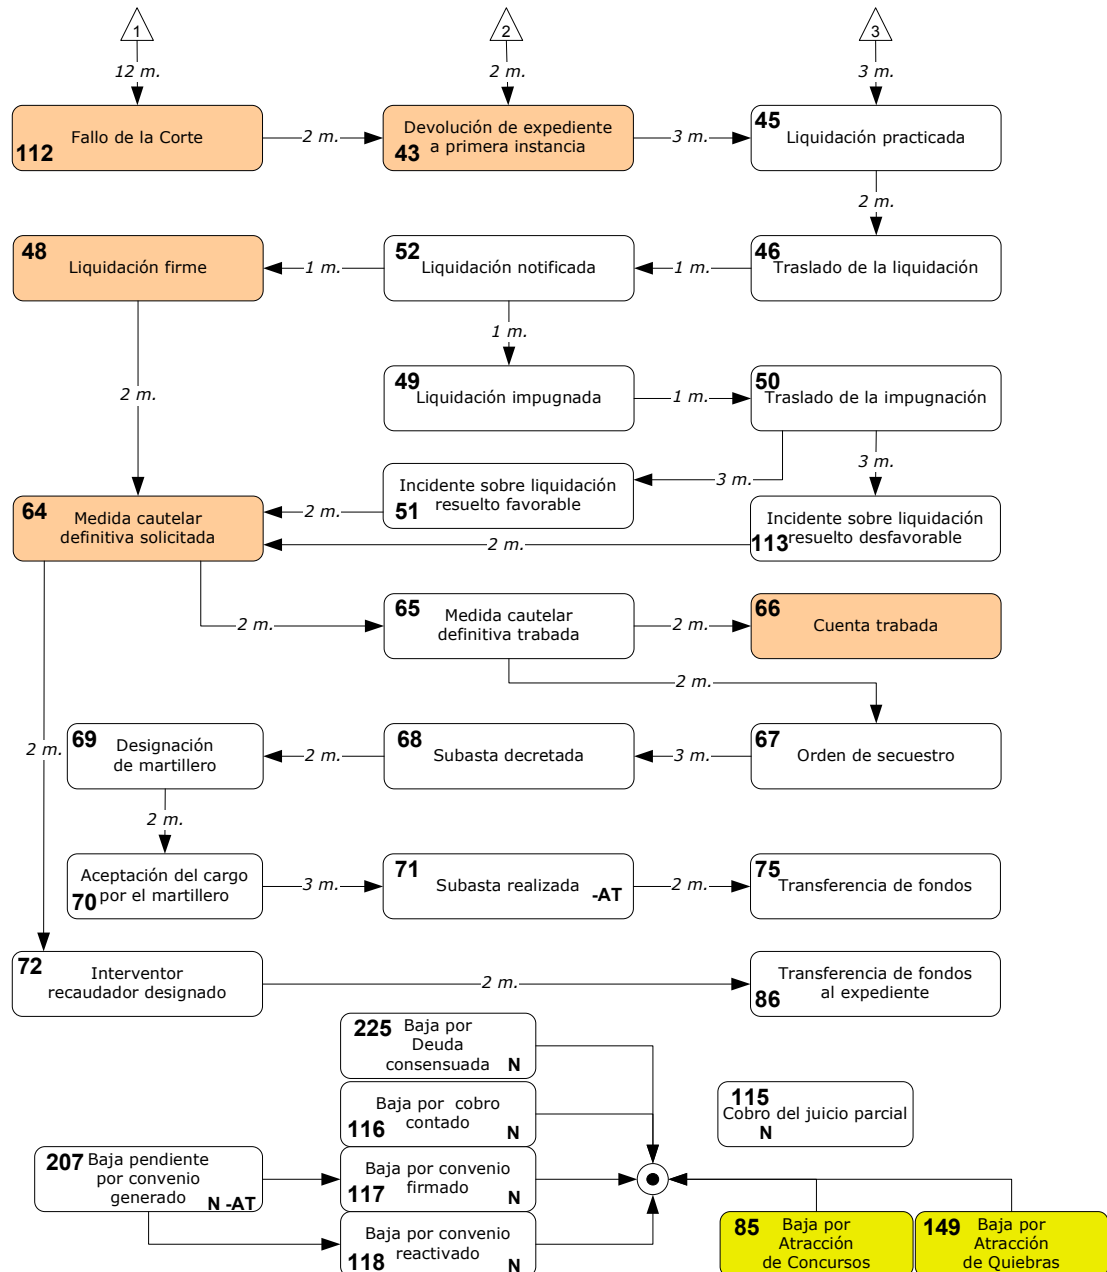 1
2
3
12 m.
2 m.
3 m.
112 Fallo de la Corte
2 m.
Devolución de expediente
43 a primera instancia
3 m.
45
Liquidación practicada
2 m.
48
Liquidación firme
1 m.
52
Liquidación notificada
1 m.
46
Traslado de la liquidación
1 m.
2 m.
49
Liquidación impugnada
1 m.
50
Traslado de la impugnación
3 m.
3 m.
Incidente sobre liquidación
51 resuelto favorable
2 m.
64
Medida cautelar
definitiva solicitada
2 m.
Incidente sobre liquidación
113 resuelto desfavorable
2 m.
65
Medida cautelar
definitiva trabada
2 m.
66
Cuenta trabada
2 m.
2 m.
69
Designación
de martillero
2 m.
68
Subasta decretada
3 m.
67
Orden de secuestro
2 m.
Aceptación del cargo
70 por el martillero
3 m.
71
Subasta realizada -AT
2 m.
75
Transferencia de fondos
72
Interventor
recaudador designado
2 m.
Transferencia de fondos
86 al expediente
225 Baja por
Deuda
consensuada N
Baja por cobro
116 contado N
115
Cobro del juicio parcial
N
207 Baja pendiente
por convenio
generado N -AT
Baja por convenio
117 firmado N
Baja por convenio
118 reactivado N
85 Baja por
Atracción
de Concursos
149 Baja por
Atracción
de Quiebras